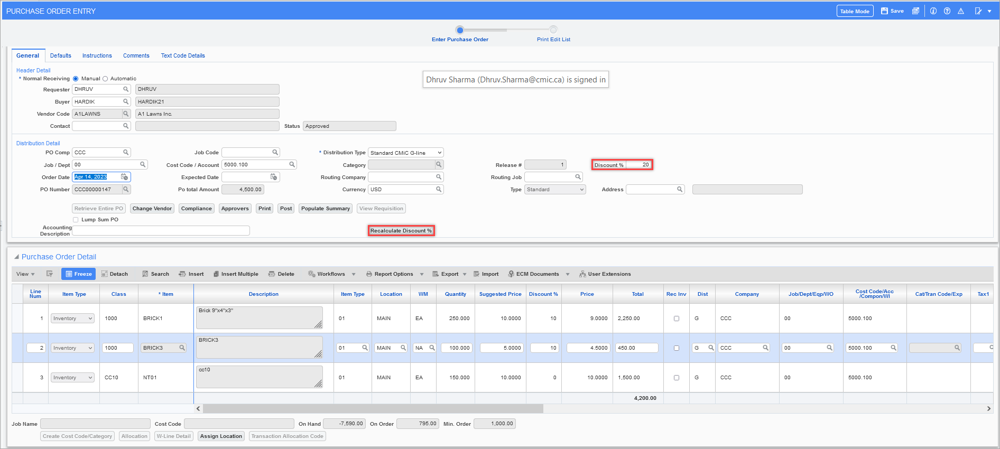 PURCHASE ORDER ENTRY
Table Mode Save
Enter Purchase Order Print Edit List
General Defaults Instructions Comments Text Code Details
Header Detail
* Normal Receiving Manual Automatic
Dhruv Sharma (Dhruv.Sharma@cmic.ca) is signed in
Requester DHRUV DHRUV
Buyer HARDIK HARDIK21
Vendor Code A1LAWNS A1 Lawns Inc.
Contact Status Approved
Distribution Detail
PO Comp CCC Job Code * Distribution Type Standard CMiC G-line
Job / Dept 00 Cost Code / Account 5000.100 Category Release # 1 Discount % 20
Order Date Apr 14, 2023 Expected Date Routing Company Routing Job
PO Number CCC00000147 Po total Amount 4,500.00 Currency USD Type Standard Address
Retrieve Entire PO Change Vendor Compliance Approvers Print Post Populate Summary View Requisition
Lump Sum PO
Accounting
Description Recalculate Discount %
Purchase Order Detail
View Freeze Detach Search Insert Insert Multiple Delete Workflows Report Options Export Import ECM Documents User Extensions
Line
Num Item Type Class * Item Description Item Type Location WM Quantity Suggested Price Discount % Price Total Rec Inv Dist Company Job/Dept/Eqp/WO Cost Code/Acc
/Compon/WI Cat/Tran Code/Exp Tax1
1 Inventory 1000 BRICK1 Brick 9"x4"x3" 01 MAIN EA 250.000 10.0000 10 9.0000 2,250.00 G CCC 00 5000.100
2 Inventory 1000 BRICK3 BRICK3 01 MAIN NA 100.000 5.0000 10 4.5000 450.00 G CCC 00 5000.100
3 Inventory CC10 NT01 cc10 01 MAIN EA 150.000 10.0000 0 10.0000 1,500.00 G CCC 00 5000.100
4,200.00
Job Name Cost Code On Hand -7,590.00 On Order 795.00 Min. Order 1,000.00
Create Cost Code/Category Allocation W-Line Detail Assign Location Transaction Allocation Code